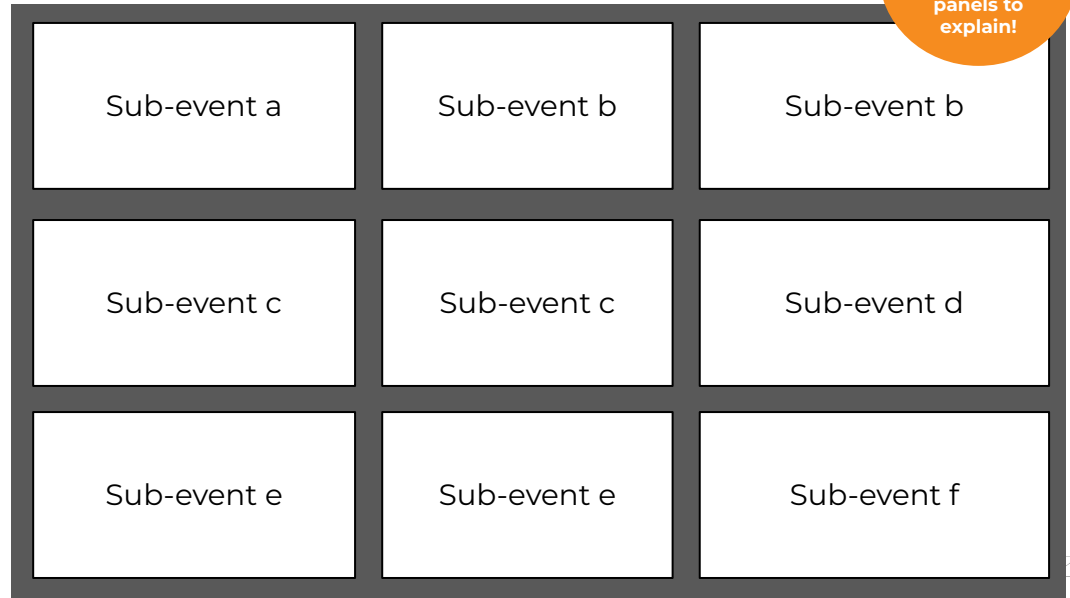 panels to
explain!
Sub-event a
Sub-event b
Sub-event b
Sub-event c
Sub-event c
Sub-event d
Sub-event e
Sub-event e
Sub-event f